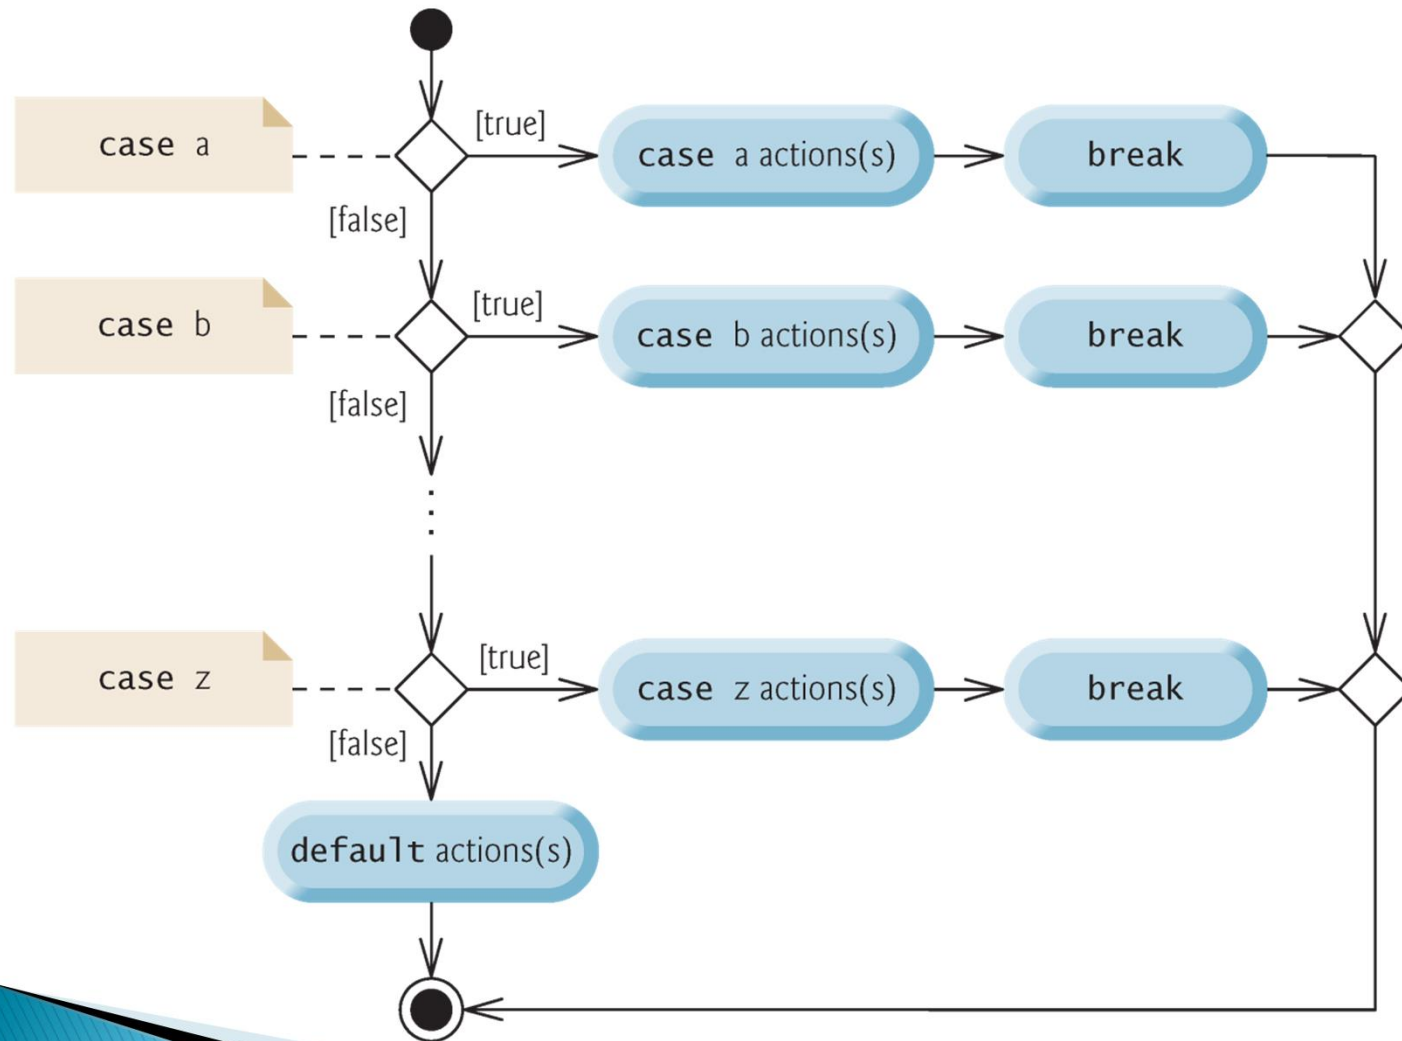 case a
[true]
case a actions(s)
break
[false]
case b
[true]
case b actions(s)
break
[false]
case z
[true]
case z actions(s)
break
[false]
default actions(s)